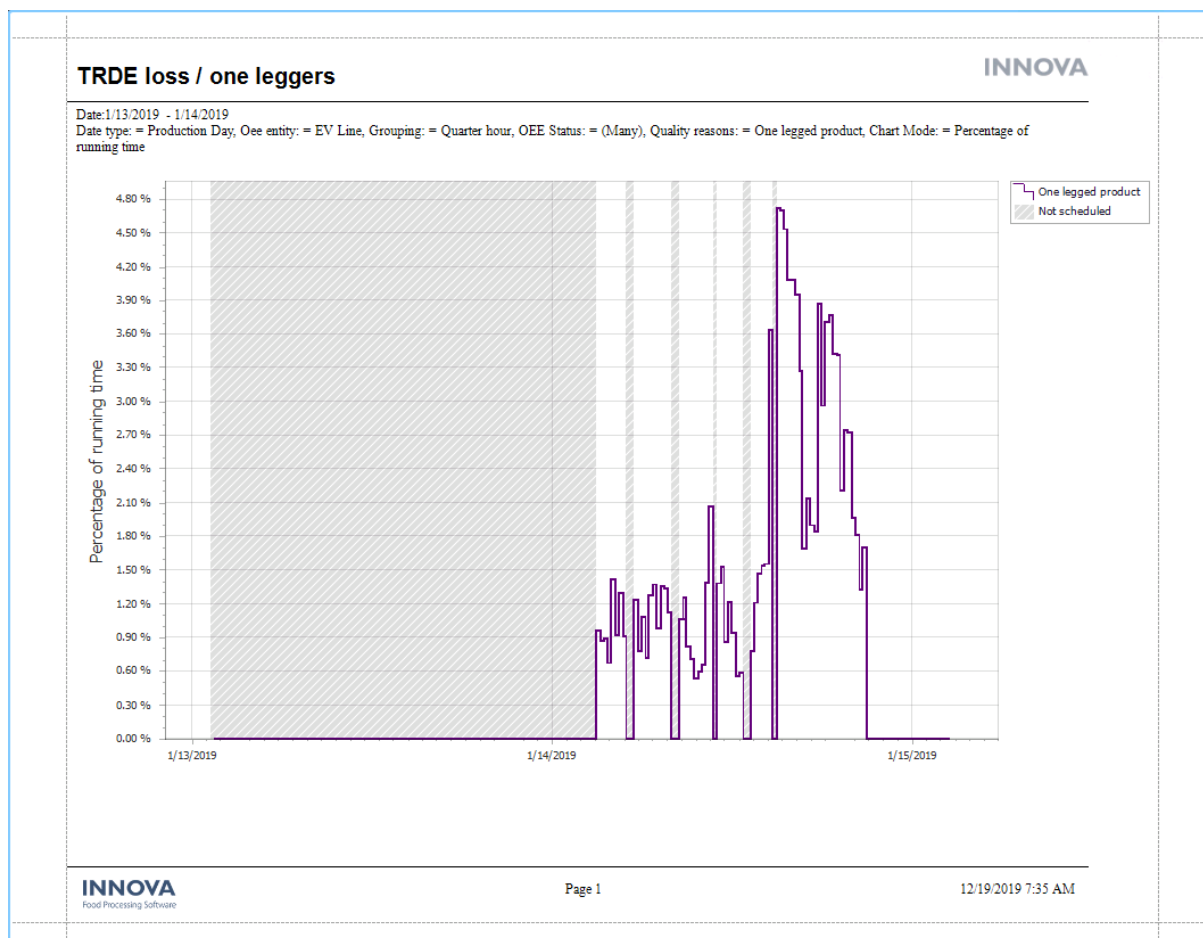 TRDE loss / one leggers
INNOVA
Date:1/13/2019 - 1/14/2019
Date type: = Production Day, Oee entity: = EV Line, Grouping: = Quarter hour, OEE Status: = (Many), Quality reasons: = One legged product, Chart Mode: = Percentage of
running time
One legged product
Not scheduled
Percentage of running time
4.80 %
4.50 %
4.20 %
3.90 %
3.60 %
3.30 %
3.00 %
2.70 %
2.40 %
2.10 %
1.80 %
1.50 %
1.20 %
0.90 %
0.60 %
0.30 %
0.00 %
1/13/2019
1/14/2019
1/15/2019
INNOVA
Food Processing Software
Page 1
12/19/2019 7:35 AM